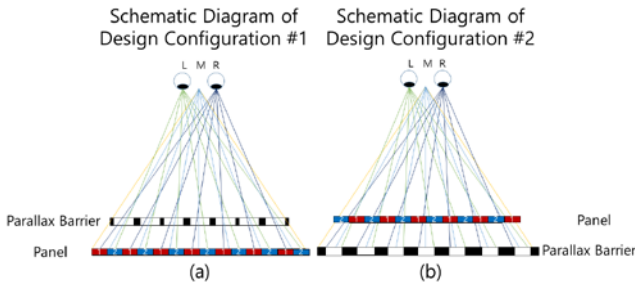 Schematic Diagram of
Design Configuration #1
Schematic Diagram of
Design Configuration #2
L M R
L M R
Parallax Barrier
Panel
Panel
Parallax Barrier
(a)
(b)